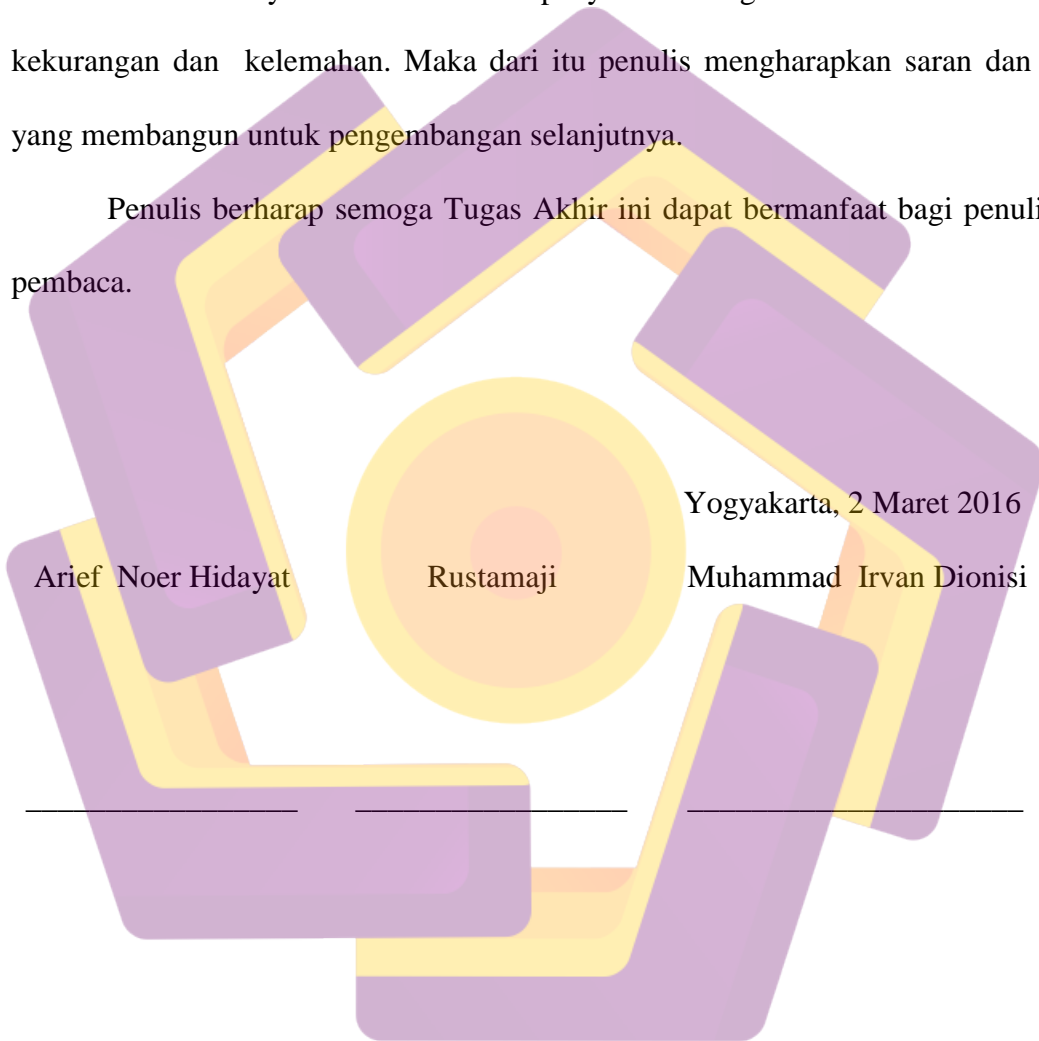 kekurangan dan kelemahan. Maka dari itu penulis mengharapkan saran dan
yang membangun untuk pengembangan selanjutnya.
Penulis berharap semoga Tugas Akhir ini dapat bermanfaat bagi
pembaca.
Yogyakarta, 2 Maret 2016
Arief Noer Hidayat Rustamaji Muhammad Irvan Dionisi